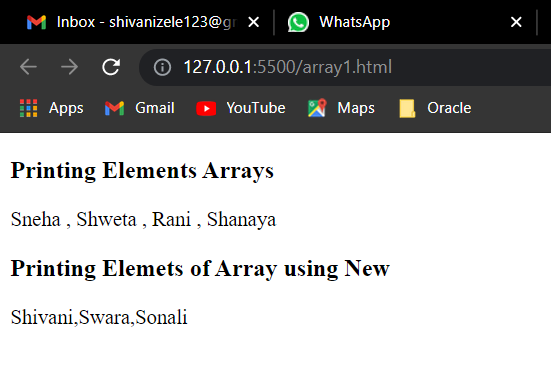 Inbox - shivanizele123@gr
WhatsApp
127.0.0.1:5500/array1.html
Apps Gmail YouTube Maps Oracle
Printing Elements Arrays
Sneha , Shweta , Rani , Shanaya
Printing Elemets of Array using New
Shivani,Swara,Sonali